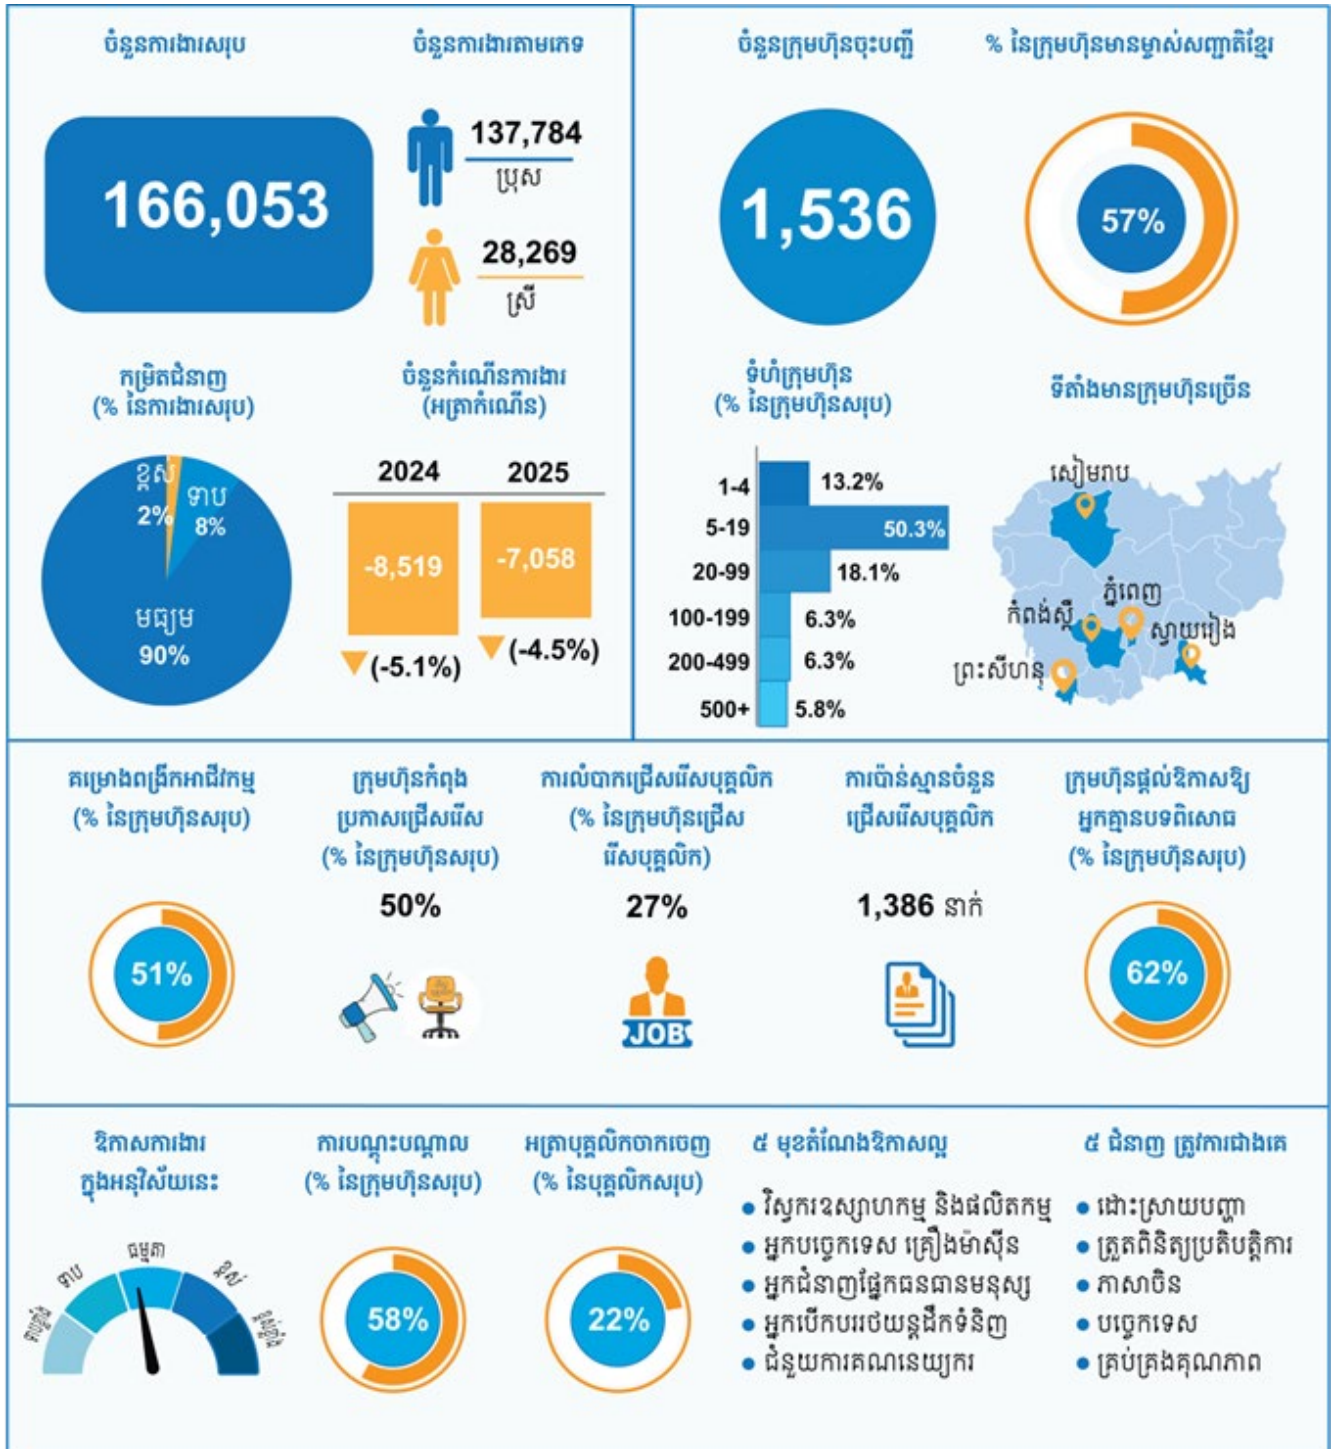 ចំនួនការងារសរុប
166,053
ចំនួនការងារតាមភេទ
137,784
ប្រុស
28,269
ស្រី
កម្រិតជំនាញ
(% នៃការងារសរុប)
ខ្ពស់
2%
ទាប
8%
មធ្យម
90%
ចំនួនកំណើនការងារ
(អត្រាកំណើន)
2024
2025
-8,519
-7,058
(-5.1%)
(-4.5%)
ចំនួនក្រុមហ៊ុនចុះបញ្ជី
1,536
% នៃក្រុមហ៊ុនមានម្ចាស់សញ្ជាតិខ្មែរ
57%
ទំហំក្រុមហ៊ុន
(% នៃក្រុមហ៊ុនសរុប)
1-4 13.2%
5-19 50.3%
20-99 18.1%
100-199 6.3%
200-499 6.3%
500+ 5.8%
ទីតាំងមានក្រុមហ៊ុនច្រើន
សៀមរាប
ភ្នំពេញ
កំពង់ស្ពឺ
ស្វាយរៀង
ព្រះសីហនុ
គម្រោងពង្រីកអាជីវកម្ម
(% នៃក្រុមហ៊ុនសរុប)
51%
ក្រុមហ៊ុនកំពុង
ប្រកាសជ្រើសរើស
(% នៃក្រុមហ៊ុនសរុប)
50%
ការលំបាកជ្រើសរើសបុគ្គលិក
(% នៃក្រុមហ៊ុនជ្រើស
រើសបុគ្គលិក)
27%
JOB
ការប៉ាន់ស្មានចំនួន
ជ្រើសរើសបុគ្គលិក
1,386 នាក់
ក្រុមហ៊ុនផ្តល់ឱកាសឱ្យ
អ្នកគ្មានបទពិសោធ
(% នៃក្រុមហ៊ុនសរុប)
62%
ឱកាសការងារ
ក្នុងអនុវិស័យនេះ
ទាបខ្លាំង
ទាប
ធម្មតា
ខ្ពស់
ខ្ពស់ខ្លាំង
ការបណ្តុះបណ្តាល
(% នៃក្រុមហ៊ុនសរុប)
58%
អត្រាបុគ្គលិកចាកចេញ
(% នៃបុគ្គលិកសរុប)
22%
៥ មុខតំណែងឱកាសល្អ
វិស្វករឧស្សាហកម្ម និងផលិតកម្ម
អ្នកបច្ចេកទេស គ្រឿងម៉ាស៊ីន
អ្នកជំនាញផ្នែកធនធានមនុស្ស
អ្នកបើកបររថយន្តដឹកទំនិញ
ជំនួយការគណនេយ្យករ
៥ ជំនាញ ត្រូវការជាងគេ
ដោះស្រាយបញ្ហា
ត្រួតពិនិត្យប្រតិបត្តិការ
ភាសាចិន
បច្ចេកទេស
គ្រប់គ្រងគុណភាព